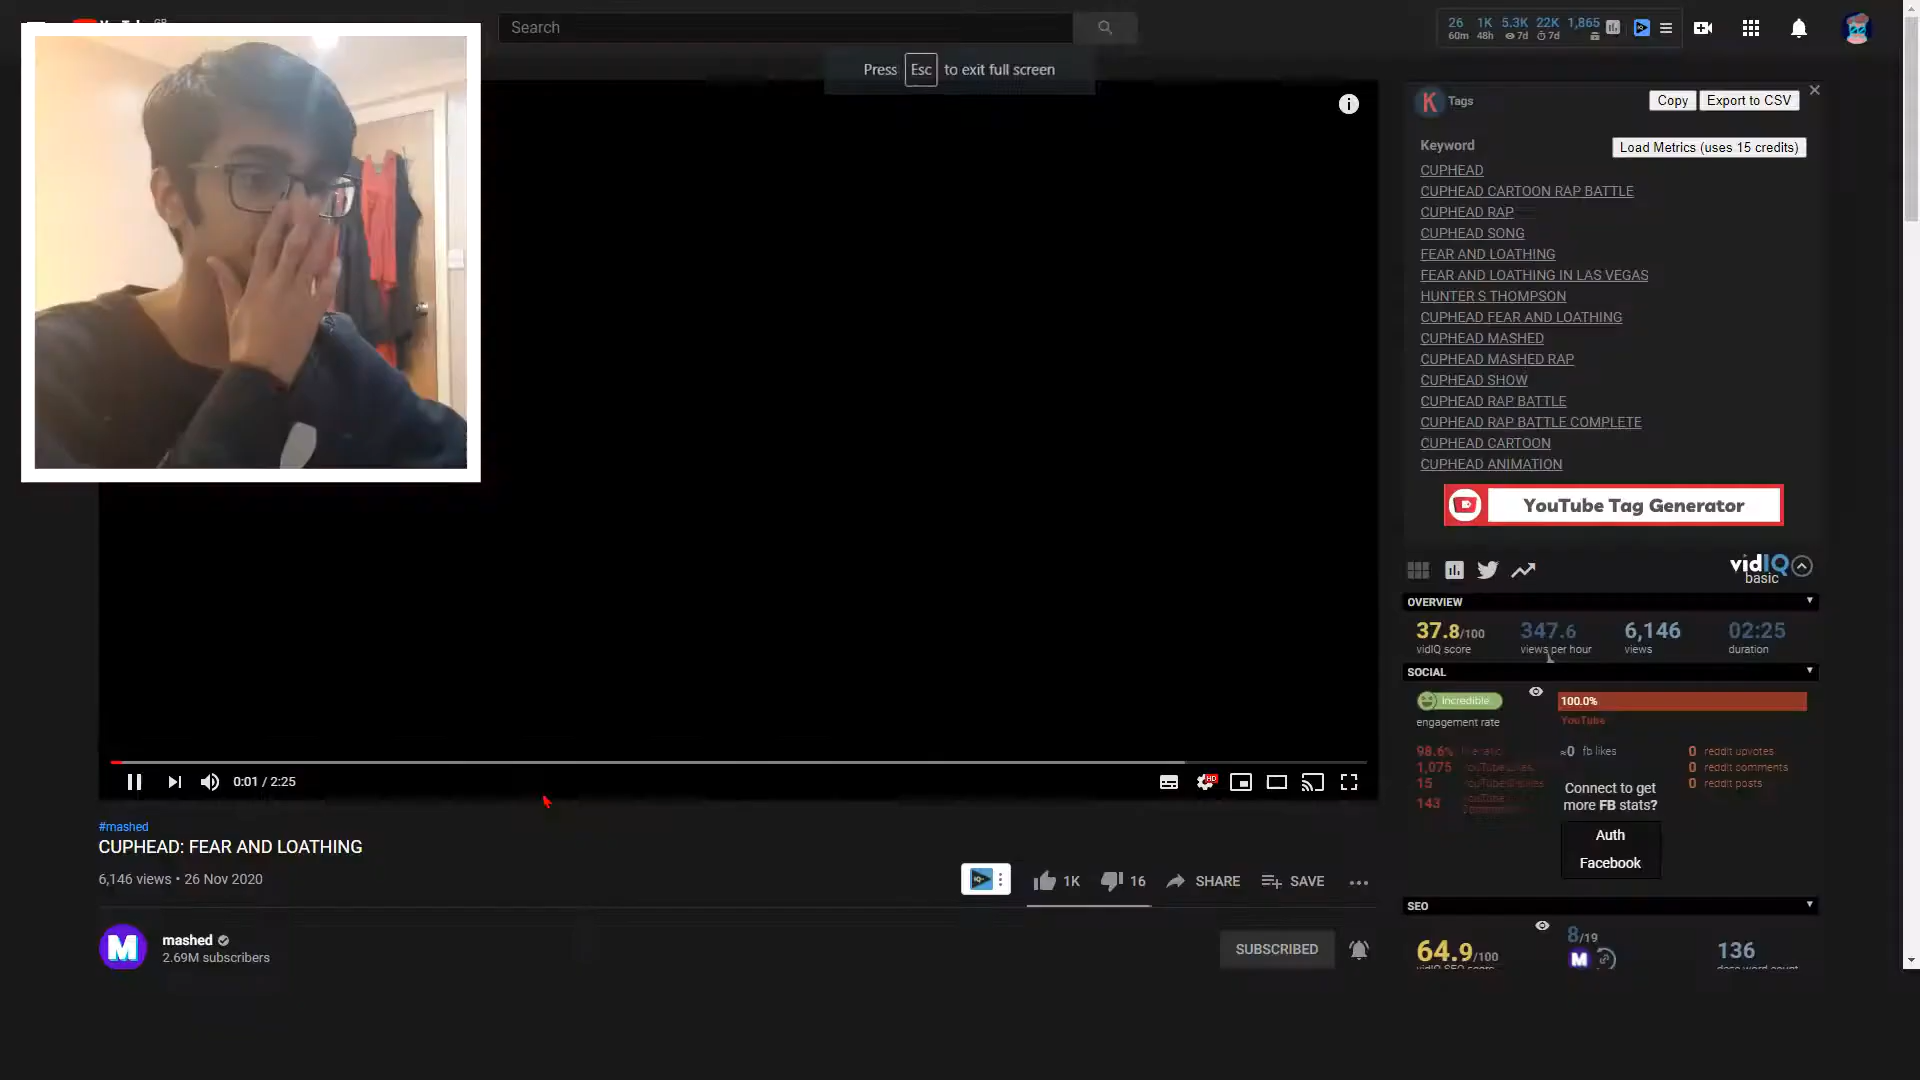 Search
26 1K 5.3K 22K 1,865
60m 48h 7d 7d
Press Esc to exit full screen
Tags
Copy
Export to CSV
Keyword
Load Metrics (uses 15 credits)
CUPHEAD
CUPHEAD CARTOON RAP BATTLE
CUPHEAD RAP
CUPHEAD SONG
FEAR AND LOATHING
FEAR AND LOATHING IN LAS VEGAS
HUNTER S THOMPSON
CUPHEAD FEAR AND LOATHING
CUPHEAD MASHED
CUPHEAD MASHED RAP
CUPHEAD SHOW
CUPHEAD RAP BATTLE
CUPHEAD RAP BATTLE COMPLETE
CUPHEAD CARTOON
CUPHEAD ANIMATION
YouTube Tag Generator
vidIQ
basic
OVERVIEW
37.8/100 347.6 6,146 02:25
vidIQ score views per hour views duration
SOCIAL
incredible 100.0%
engagement rate YouTube
98.6% ≈0 fb likes 0 reddit upvotes
1,075 0 reddit comments
15 0 reddit posts
143
Connect to get
more FB stats?
Auth
Facebook
SEO
64.9/100 8/19 136
0:01 / 2:25
HD
#mashed
CUPHEAD: FEAR AND LOATHING
6,146 views • 26 Nov 2020
1K 16 SHARE SAVE
M
mashed
2.69M subscribers
SUBSCRIBED